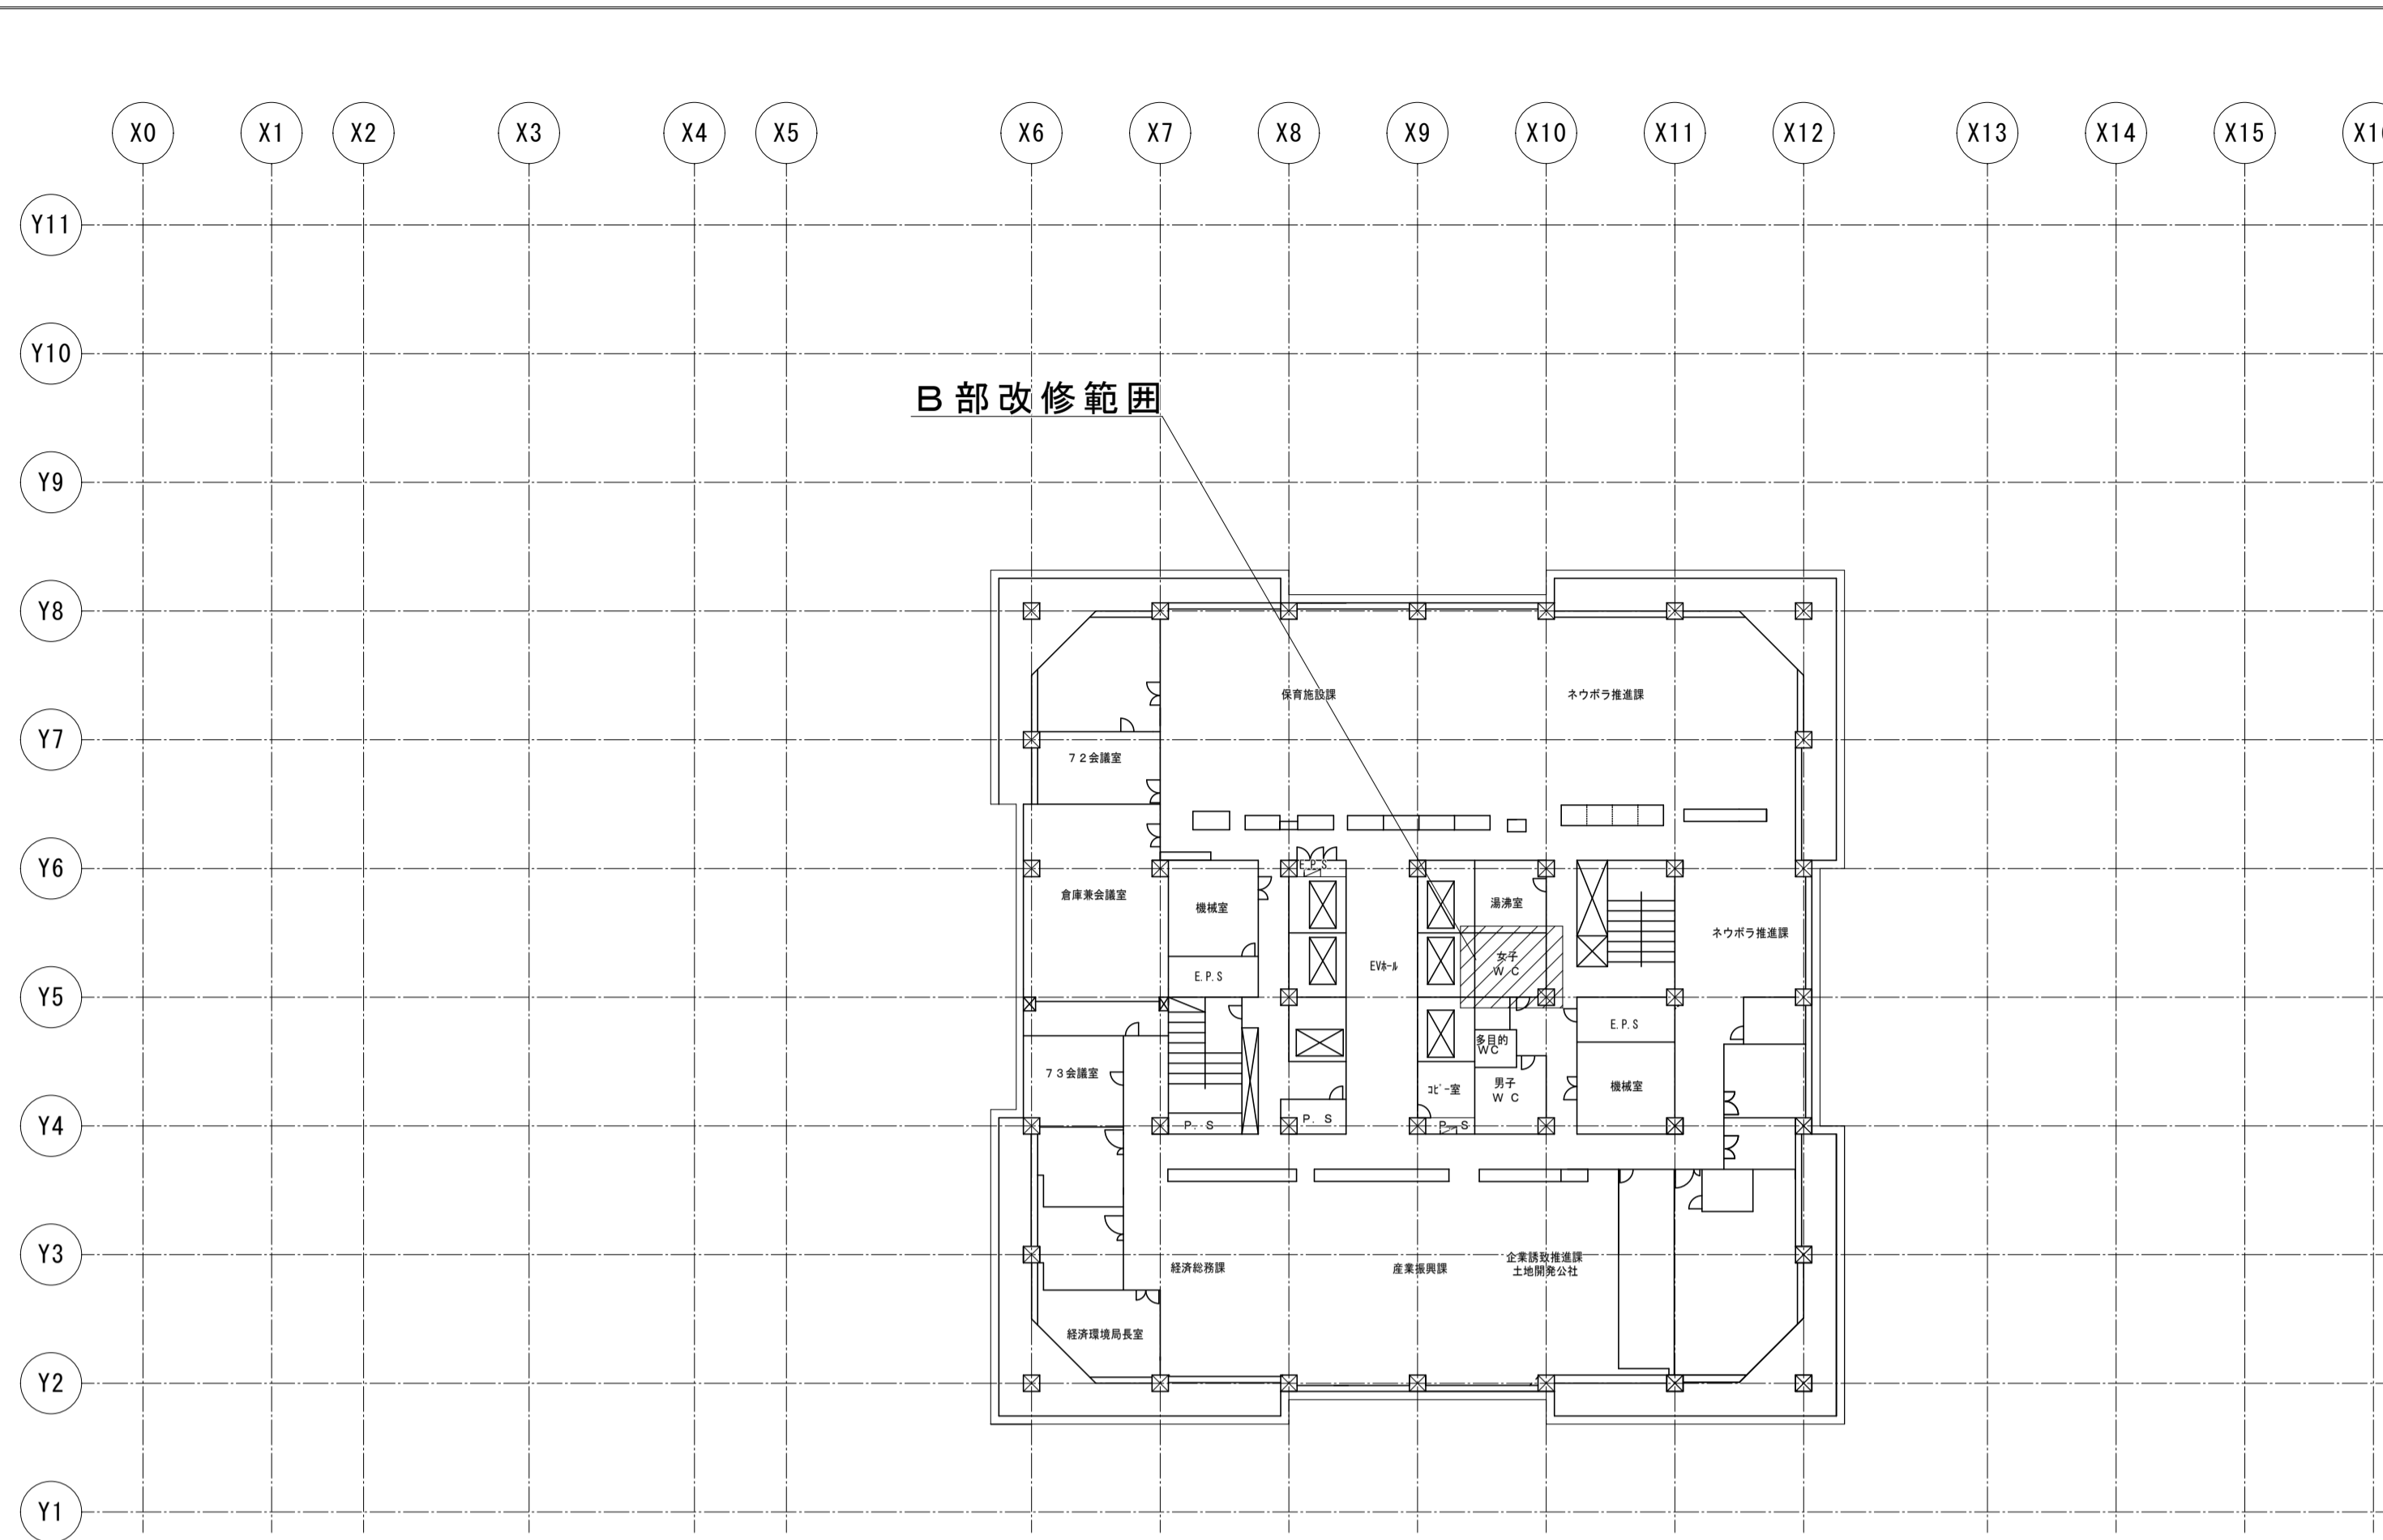 X0 X1 X2 X3 X4 X5 X6 X7 X8 X9 X10 X11 X12 X13 X14 X15
Y11
Y10
B部改修範囲
Y9
Y8
保育施設課 ネウボラ推進課
Y7
72会議室
E.P.S
Y6
倉庫兼会議室 機械室 湯沸室
ネウボラ推進課
女子
WC
EVホール
E.P.S
Y5
E.P.S
多目的
WC
73会議室
コピー室 男子
WC
機械室
P.S P.S P.S
Y4
Y3
経済総務課 産業振興課 企業誘致推進課
土地開発公社
経済環境局長室
Y2
Y1